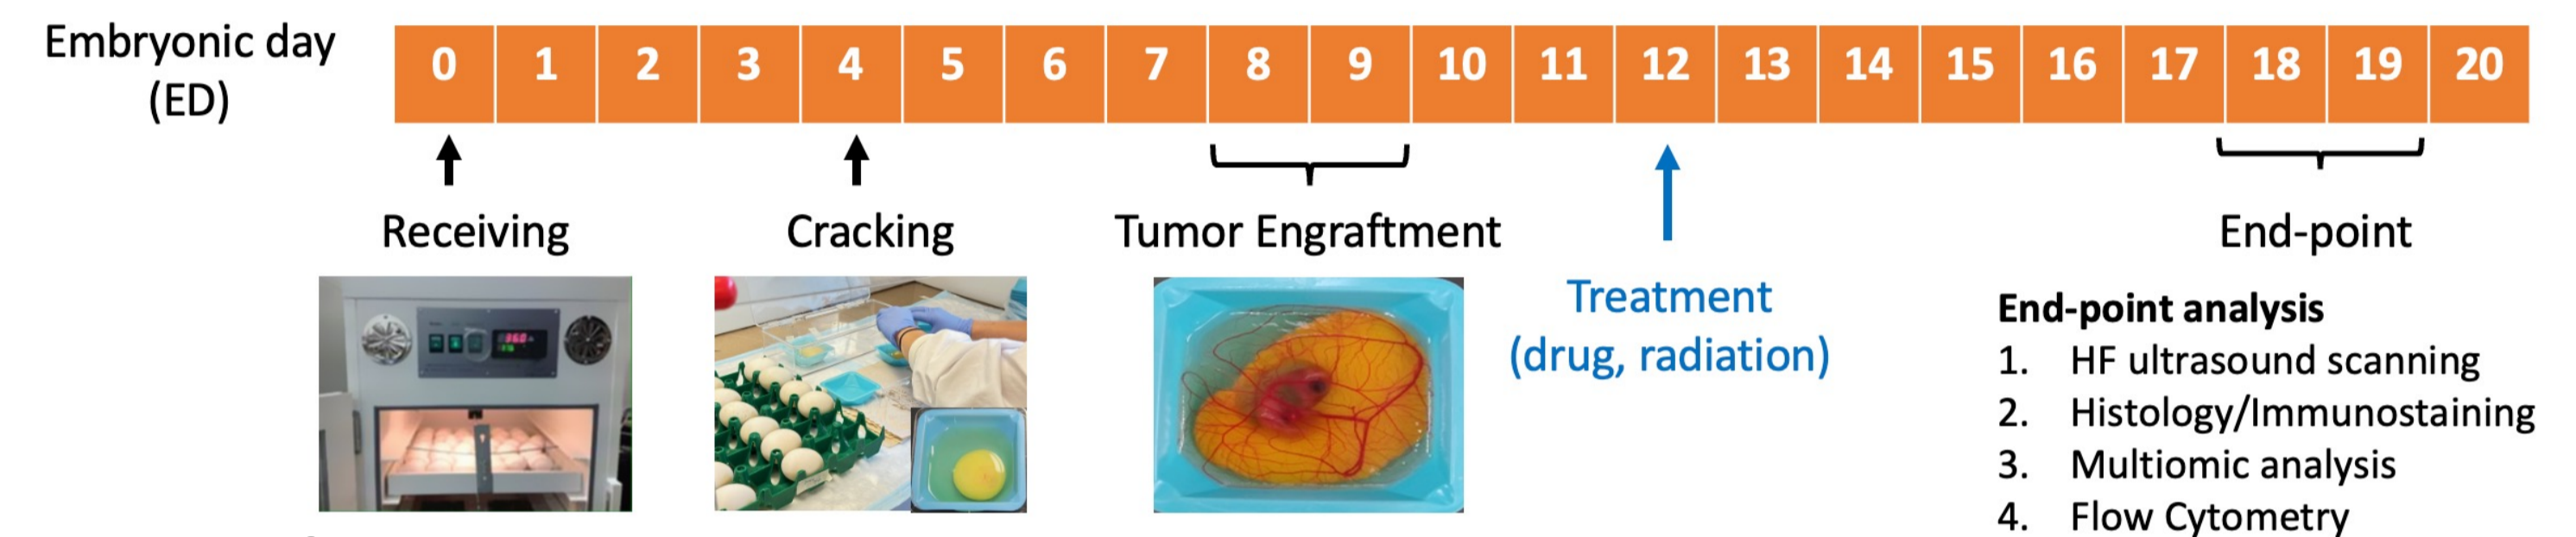 Embryonic day
(ED)
0 1 2 3 4 5 6 7 8 9 10 11 12 13 14 15 16 17 18 19 20
Receiving
Cracking
Tumor Engraftment
Treatment
(drug, radiation)
End-point
End-point analysis
1. HF ultrasound scanning
2. Histology/Immunostaining
3. Multiomic analysis
4. Flow Cytometry